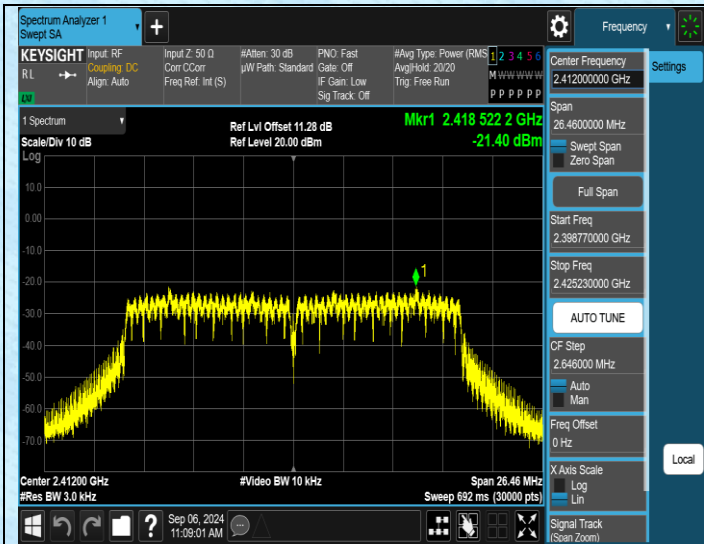 Spectrum Analyzer 1
Swept SA
Frequency
KEYSIGHT
RL
LXI
Input: RF
Coupling: DC
Align: Auto
Input Z: 50 Ω
Corr CCorr
Freq Ref: Int (S)
#Atten: 30 dB
µW Path: Standard
PNO: Fast
Gate: Off
IF Gain: Low
Sig Track: Off
#Avg Type: Power (RMS
Avg|Hold: 20/20
Trig: Free Run
1 2 3 4 5 6
M W W W W W
P P P P P P
1 Spectrum
Scale/Div 10 dB
Ref Lvl Offset 11.28 dB
Ref Level 20.00 dBm
Mkr1 2.418 522 2 GHz
-21.40 dBm
Log
10.0
0.00
-10.0
-20.0
-30.0
-40.0
-50.0
-60.0
-70.0
1
Center 2.41200 GHz
#Res BW 3.0 kHz
#Video BW 10 kHz
Span 26.46 MHz
Sweep 692 ms (30000 pts)
Sep 06, 2024
11:09:01 AM
?
Center Frequency
2.412000000 GHz
Span
26.4600000 MHz
Swept Span
Zero Span
Full Span
Start Freq
2.398770000 GHz
Stop Freq
2.425230000 GHz
AUTO TUNE
CF Step
2.646000 MHz
Auto
Man
Freq Offset
0 Hz
X Axis Scale
Log
Lin
Signal Track
(Span Zoom)
Settings
Local